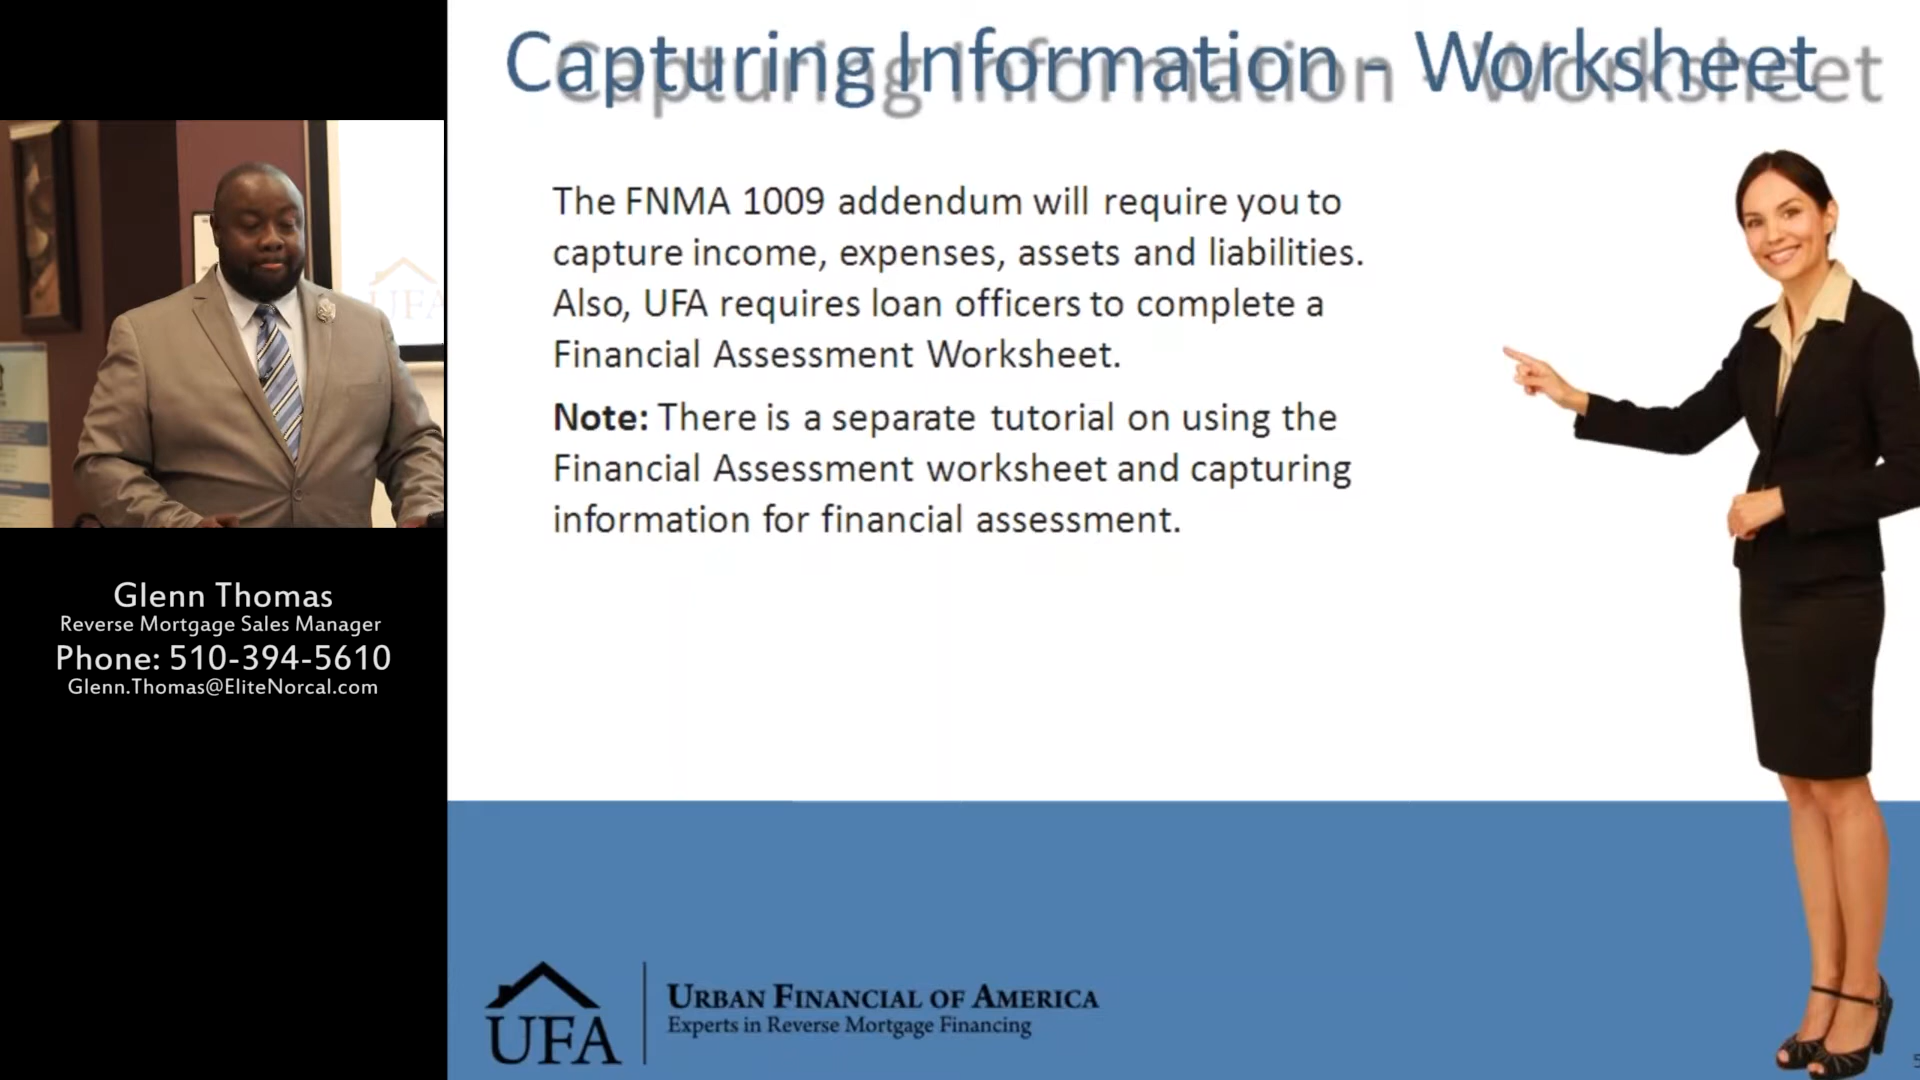 Capturing Information - Worksheet
The FNMA 1009 addendum will require you to
capture income, expenses, assets and liabilities.
Also, UFA requires loan officers to complete a
Financial Assessment Worksheet.
Note: There is a separate tutorial on using the
Financial Assessment worksheet and capturing
information for financial assessment.
UFA
Glenn Thomas
Reverse Mortgage Sales Manager
Phone: 510-394-5610
Glenn.Thomas@EliteNorcal.com
UFA
URBAN FINANCIAL OF AMERICA
Experts in Reverse Mortgage Financing